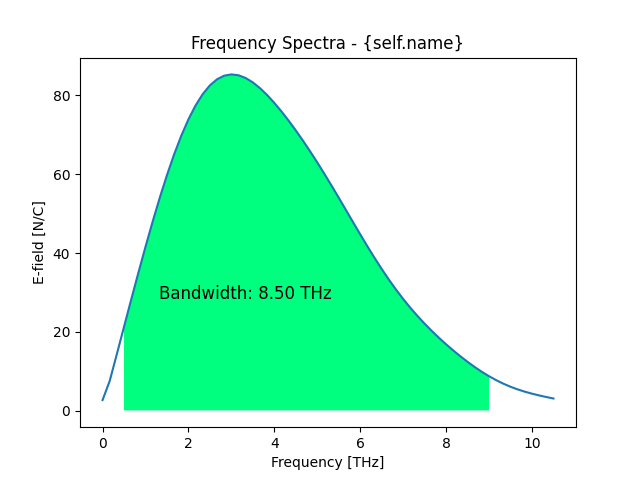 Frequency Spectra - {self.name}
E-field [N/C]
80
60
40
20
0
Bandwidth: 8.50 THz
0 2 4 6 8 10
Frequency [THz]